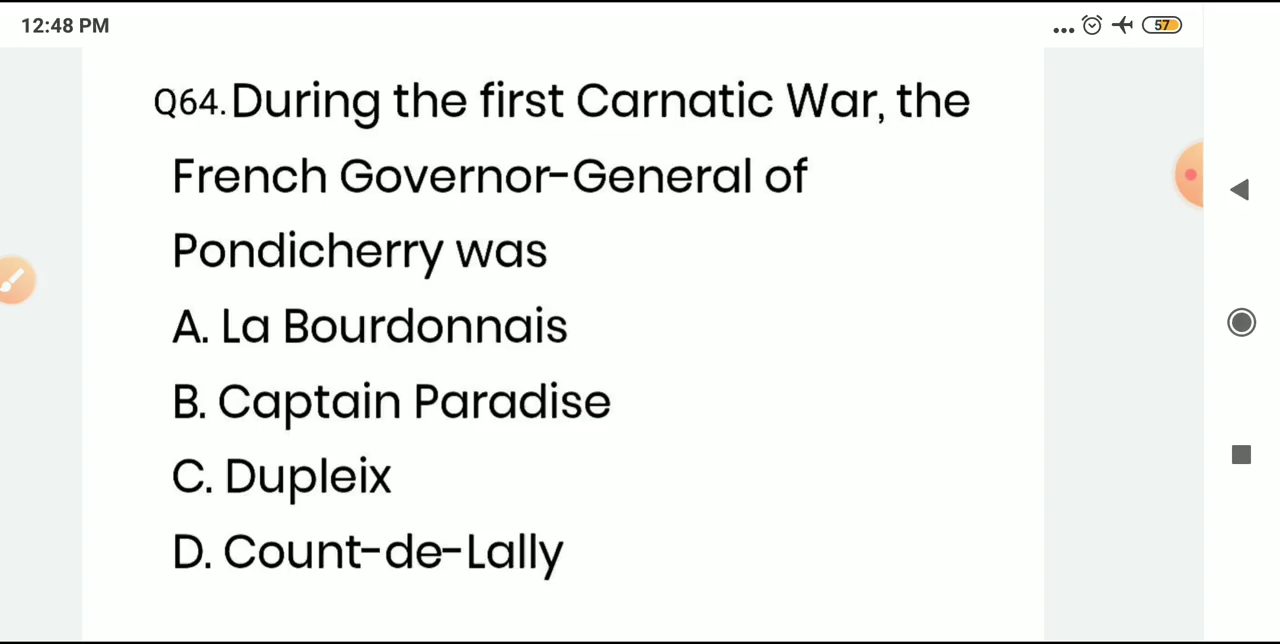 12:48 PM
57
Q64. During the first Carnatic War, the
French Governor-General of
Pondicherry was
A. La Bourdonnais
B. Captain Paradise
C. Dupleix
D. Count-de-Lally